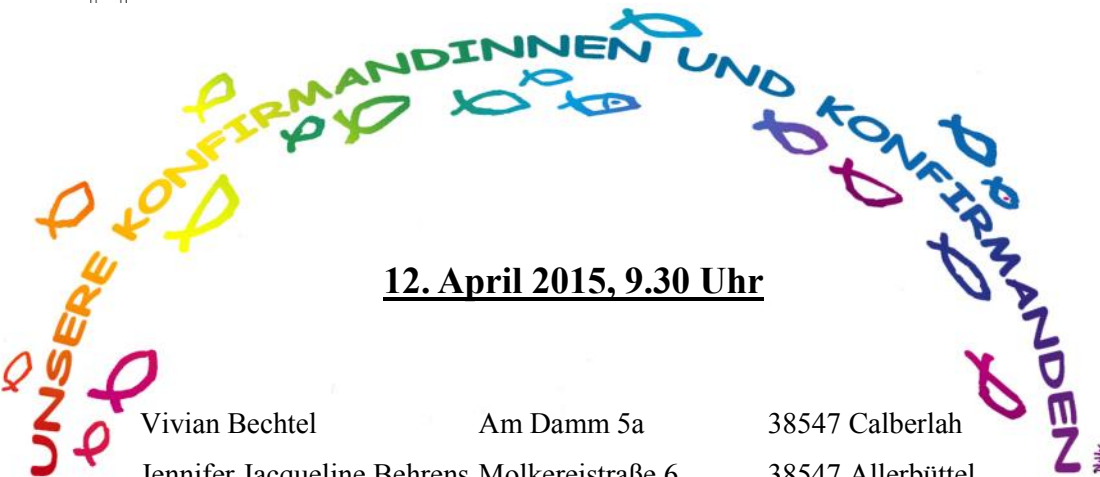 UNSERE KONFIRMANDINNEN UND KONFIRMANDEN
12. April 2015, 9.30 Uhr
Vivian Bechtel Am Damm 5a 38547 Calberlah
Jennifer Jacqueline Behrens Molkereistraße 6 38547 Allerbüttel